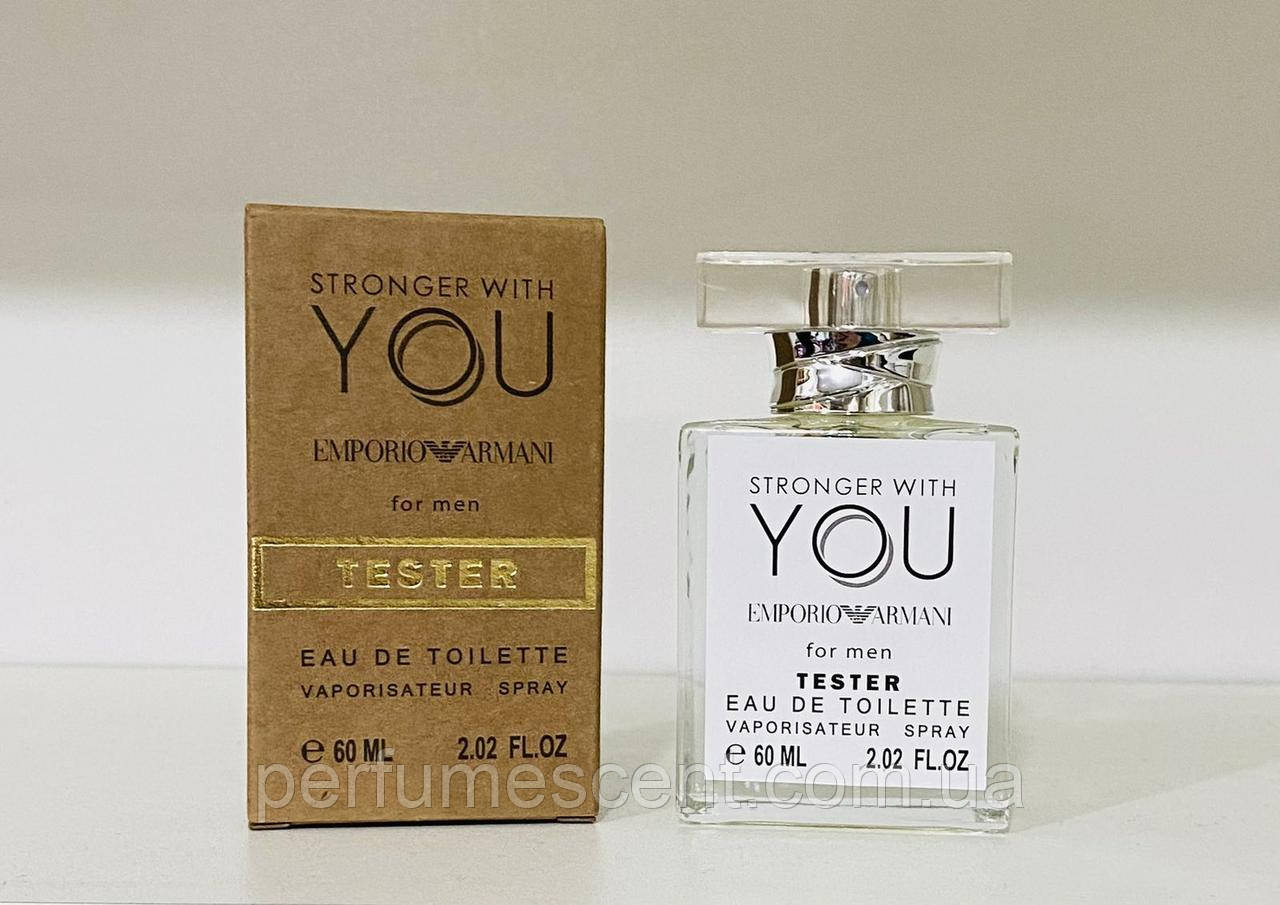 STRONGER WITH
YOU
EMPORIO ARMANI
for men
TESTER
EAU DE TOILETTE
VAPORISATEUR SPRAY
e 60 ML 2.02 FL.OZ
STRONGER WITH
YOU
EMPORIO ARMANI
for men
TESTER
EAU DE TOILETTE
VAPORISATEUR SPRAY
e 60 ML 2.02 FL.OZ
perfumescent.com.ua